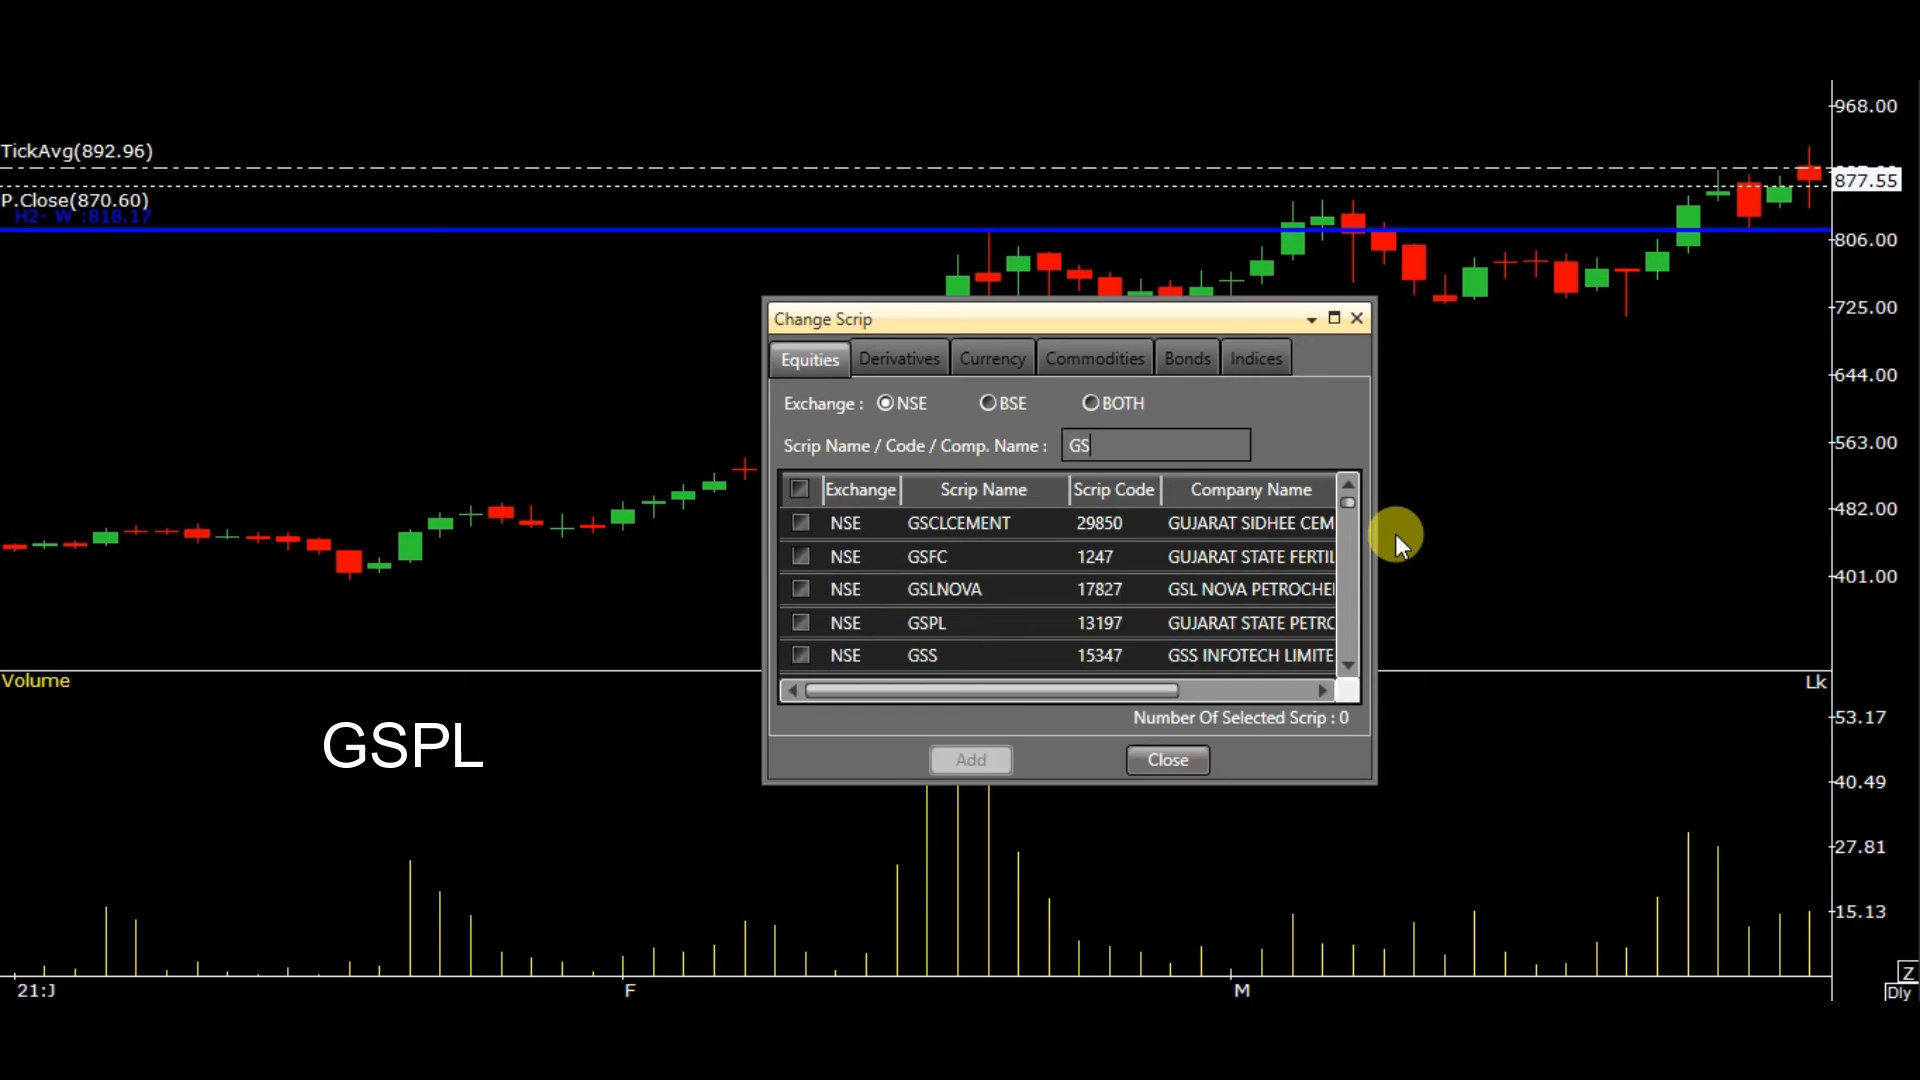 968.00
TickAvg(892.96)
877.55
P.Close(870.60)
H2- W :818.17
806.00
725.00
Change Scrip
Equities Derivatives Currency Commodities Bonds Indices
644.00
Exchange : NSE BSE BOTH
Scrip Name / Code / Comp. Name : GS
563.00
Exchange Scrip Name Scrip Code Company Name
482.00
NSE GSCLCEMENT 29850 GUJARAT SIDHEE CEM
NSE GSFC 1247 GUJARAT STATE FERTIL
401.00
NSE GSLNOVA 17827 GSL NOVA PETROCHE
NSE GSPL 13197 GUJARAT STATE PETRO
NSE GSS 15347 GSS INFOTECH LIMITE
Volume
Lk
Number Of Selected Scrip : 0
53.17
GSPL
Add Close
40.49
27.81
15.13
Z
21:J F M
Dly